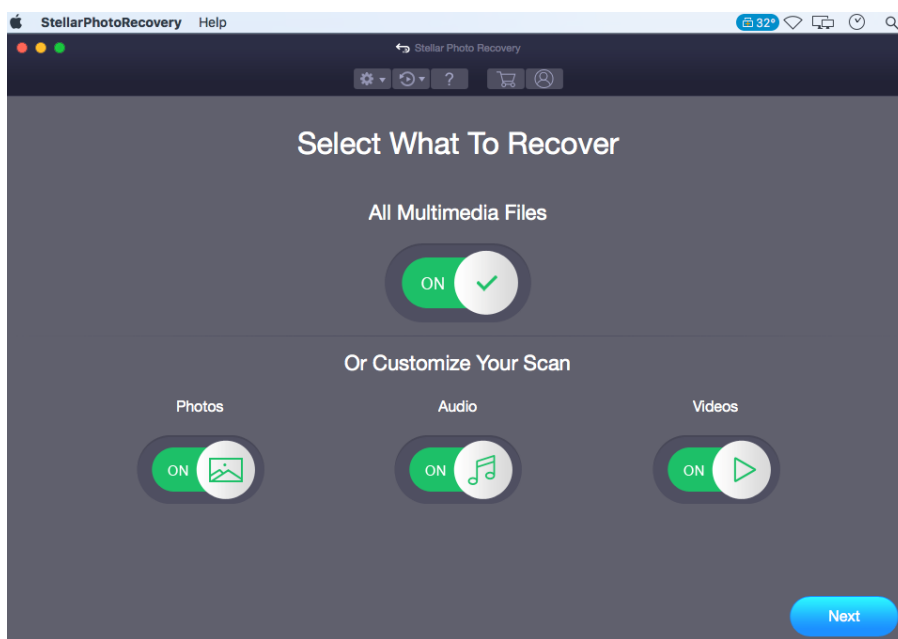 StellarPhotoRecovery Help 32°
Stellar Photo Recovery
?
Select What To Recover
All Multimedia Files
ON
Or Customize Your Scan
Photos Audio Videos
ON ON ON
Next